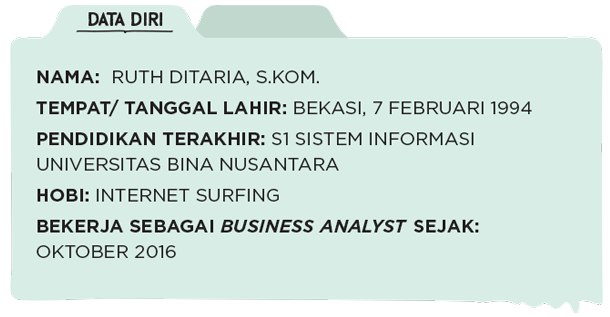 DATA DIRI
NAMA: RUTH DITARIA, S.KOM.
TEMPAT/ TANGGAL LAHIR: BEKASI, 7 FEBRUARI 1994
PENDIDIKAN TERAKHIR: S1 SISTEM INFORMASI
UNIVERSITAS BINA NUSANTARA
HOBI: INTERNET SURFING
BEKERJA SEBAGAI BUSINESS ANALYST SEJAK:
OKTOBER 2016